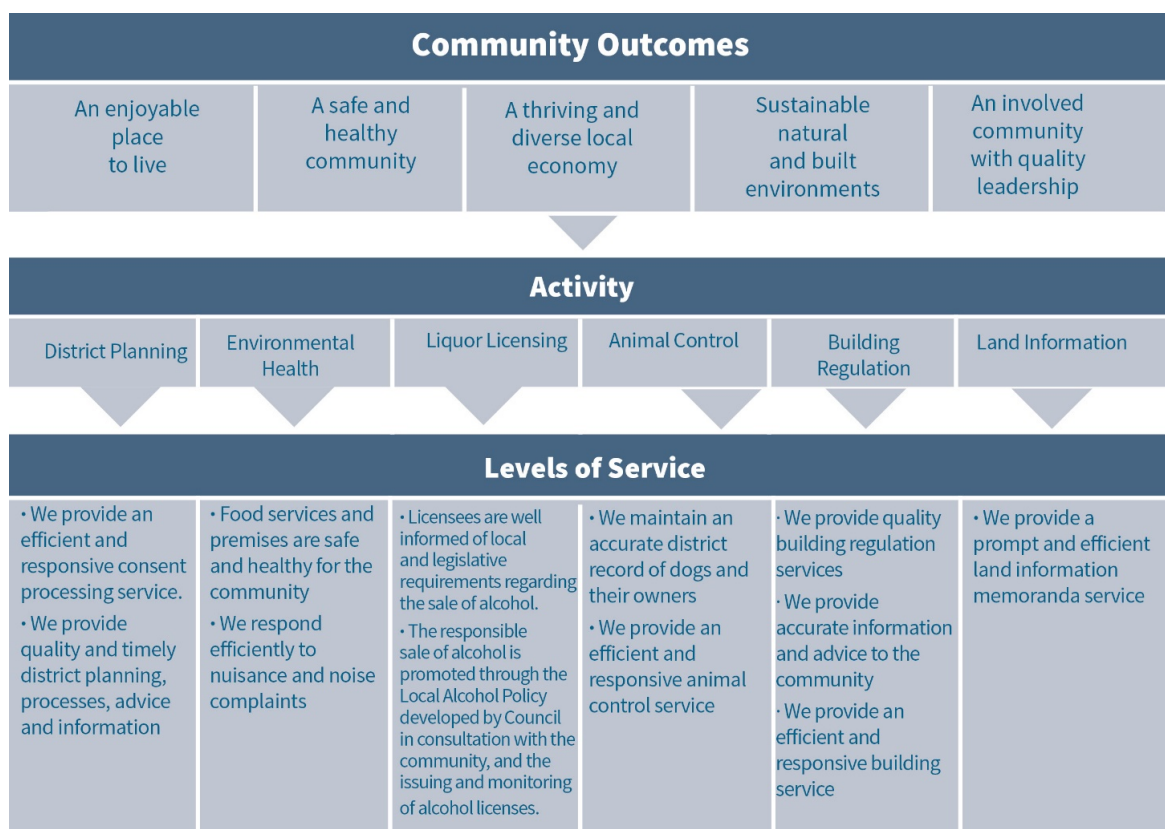 Community Outcomes
An enjoyable
place
to live
A safe and
healthy
community
A thriving and
diverse local
economy
Sustainable
natural
and built
environments
An involved
community
with quality
leadership
Activity
District Planning
Environmental
Health
Liquor Licensing
Animal Control
Building
Regulation
Land Information
Levels of Service
· We provide an
efficient and
responsive consent
processing service.
· We provide
quality and timely
district planning,
processes, advice
and information
· Food services and
premises are safe
and healthy for the
community
· We respond
efficiently to
nuisance and noise
complaints
· Licensees are well
informed of local
and legislative
requirements regarding
the sale of alcohol.
· The responsible
sale of alcohol is
promoted through the
Local Alcohol Policy
developed by Council
in consultation with the
community, and the
issuing and monitoring
of alcohol licenses.
· We maintain an
accurate district
record of dogs and
their owners
· We provide an
efficient and
responsive animal
control service
· We provide quality
building regulation
services
· We provide
accurate information
and advice to the
community
· We provide an
efficient and
responsive building
service
· We provide a
prompt and efficient
land information
memoranda service